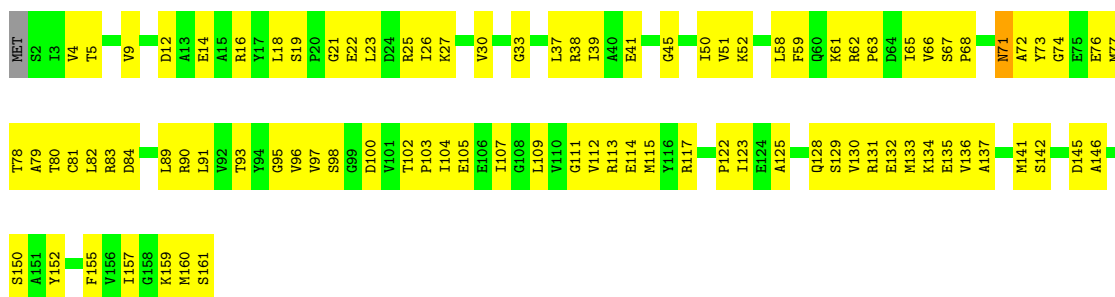 MET S2 I3 V4 T5 V9 D12 A13 E14 A15 R16 Y17 L18 S19 P20 G21 E22 L23 D24 R25 I26 K27 V30 G33 L37 R38 I39 A40 E41 G45 I50 V51 K52 L58 F59 Q60 K61 R62 P63 D64 I65 V66 S67 P68 N71 A72 Y73 G74 E75 E76 M77
T78 A79 T80 C81 L82 R83 D84 L89 R90 L91 V92 T93 Y94 G95 V96 V97 S98 G99 D100 V101 T102 P103 I104 E105 E106 I107 G108 L109 V110 G111 V112 R113 E114 M115 Y116 R117 P122 I123 E124 A125 Q128 S129 V130 R131 E132 M133 K134 E135 V136 A137 M141 S142 D145 A146
S150 A151 Y152 F155 V156 I157 G158 K159 M160 S161